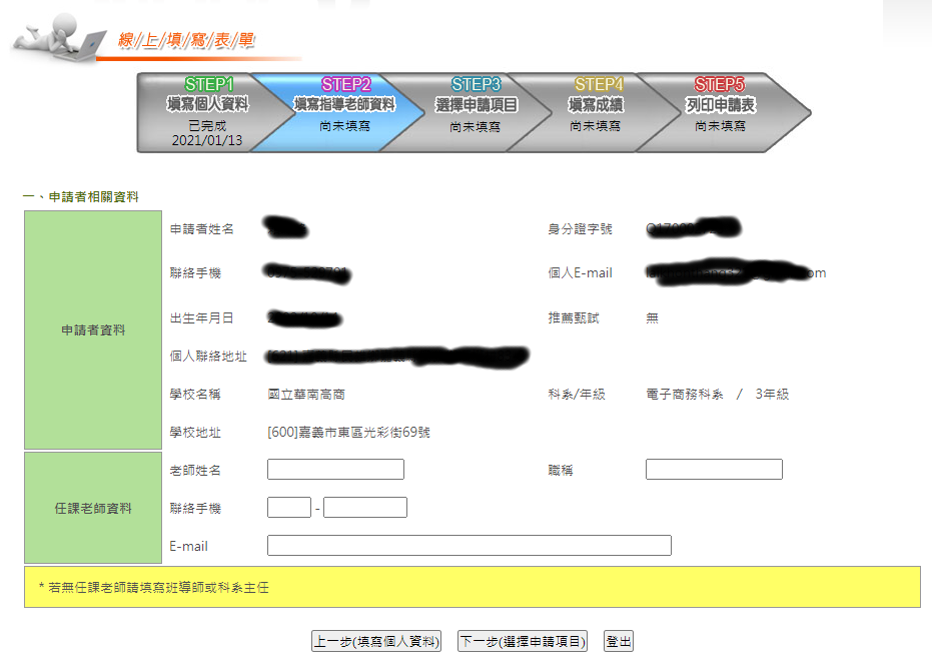 線/上/填/寫/表/單
STEP1 STEP2 STEP3 STEP4 STEP5
填寫個人資料 填寫指導老師資料 選擇申請項目 填寫成績 列印申請表
已完成 尚未填寫 尚未填寫 尚未填寫 尚未填寫
2021/01/13
一、申請者相關資料
申請者資料
申請者姓名 身分證字號
聯絡手機 個人E-mail om
出生年月日 推薦甄試 無
個人聯絡地址
學校名稱 國立華南高商 科系/年級 電子商務科系 / 3年級
學校地址 [600]嘉義市東區光彩街69號
任課老師資料
老師姓名 職稱
聯絡手機 -
E-mail
* 若無任課老師請填寫班導師或科系主任
上一步(填寫個人資料) 下一步(選擇申請項目) 登出